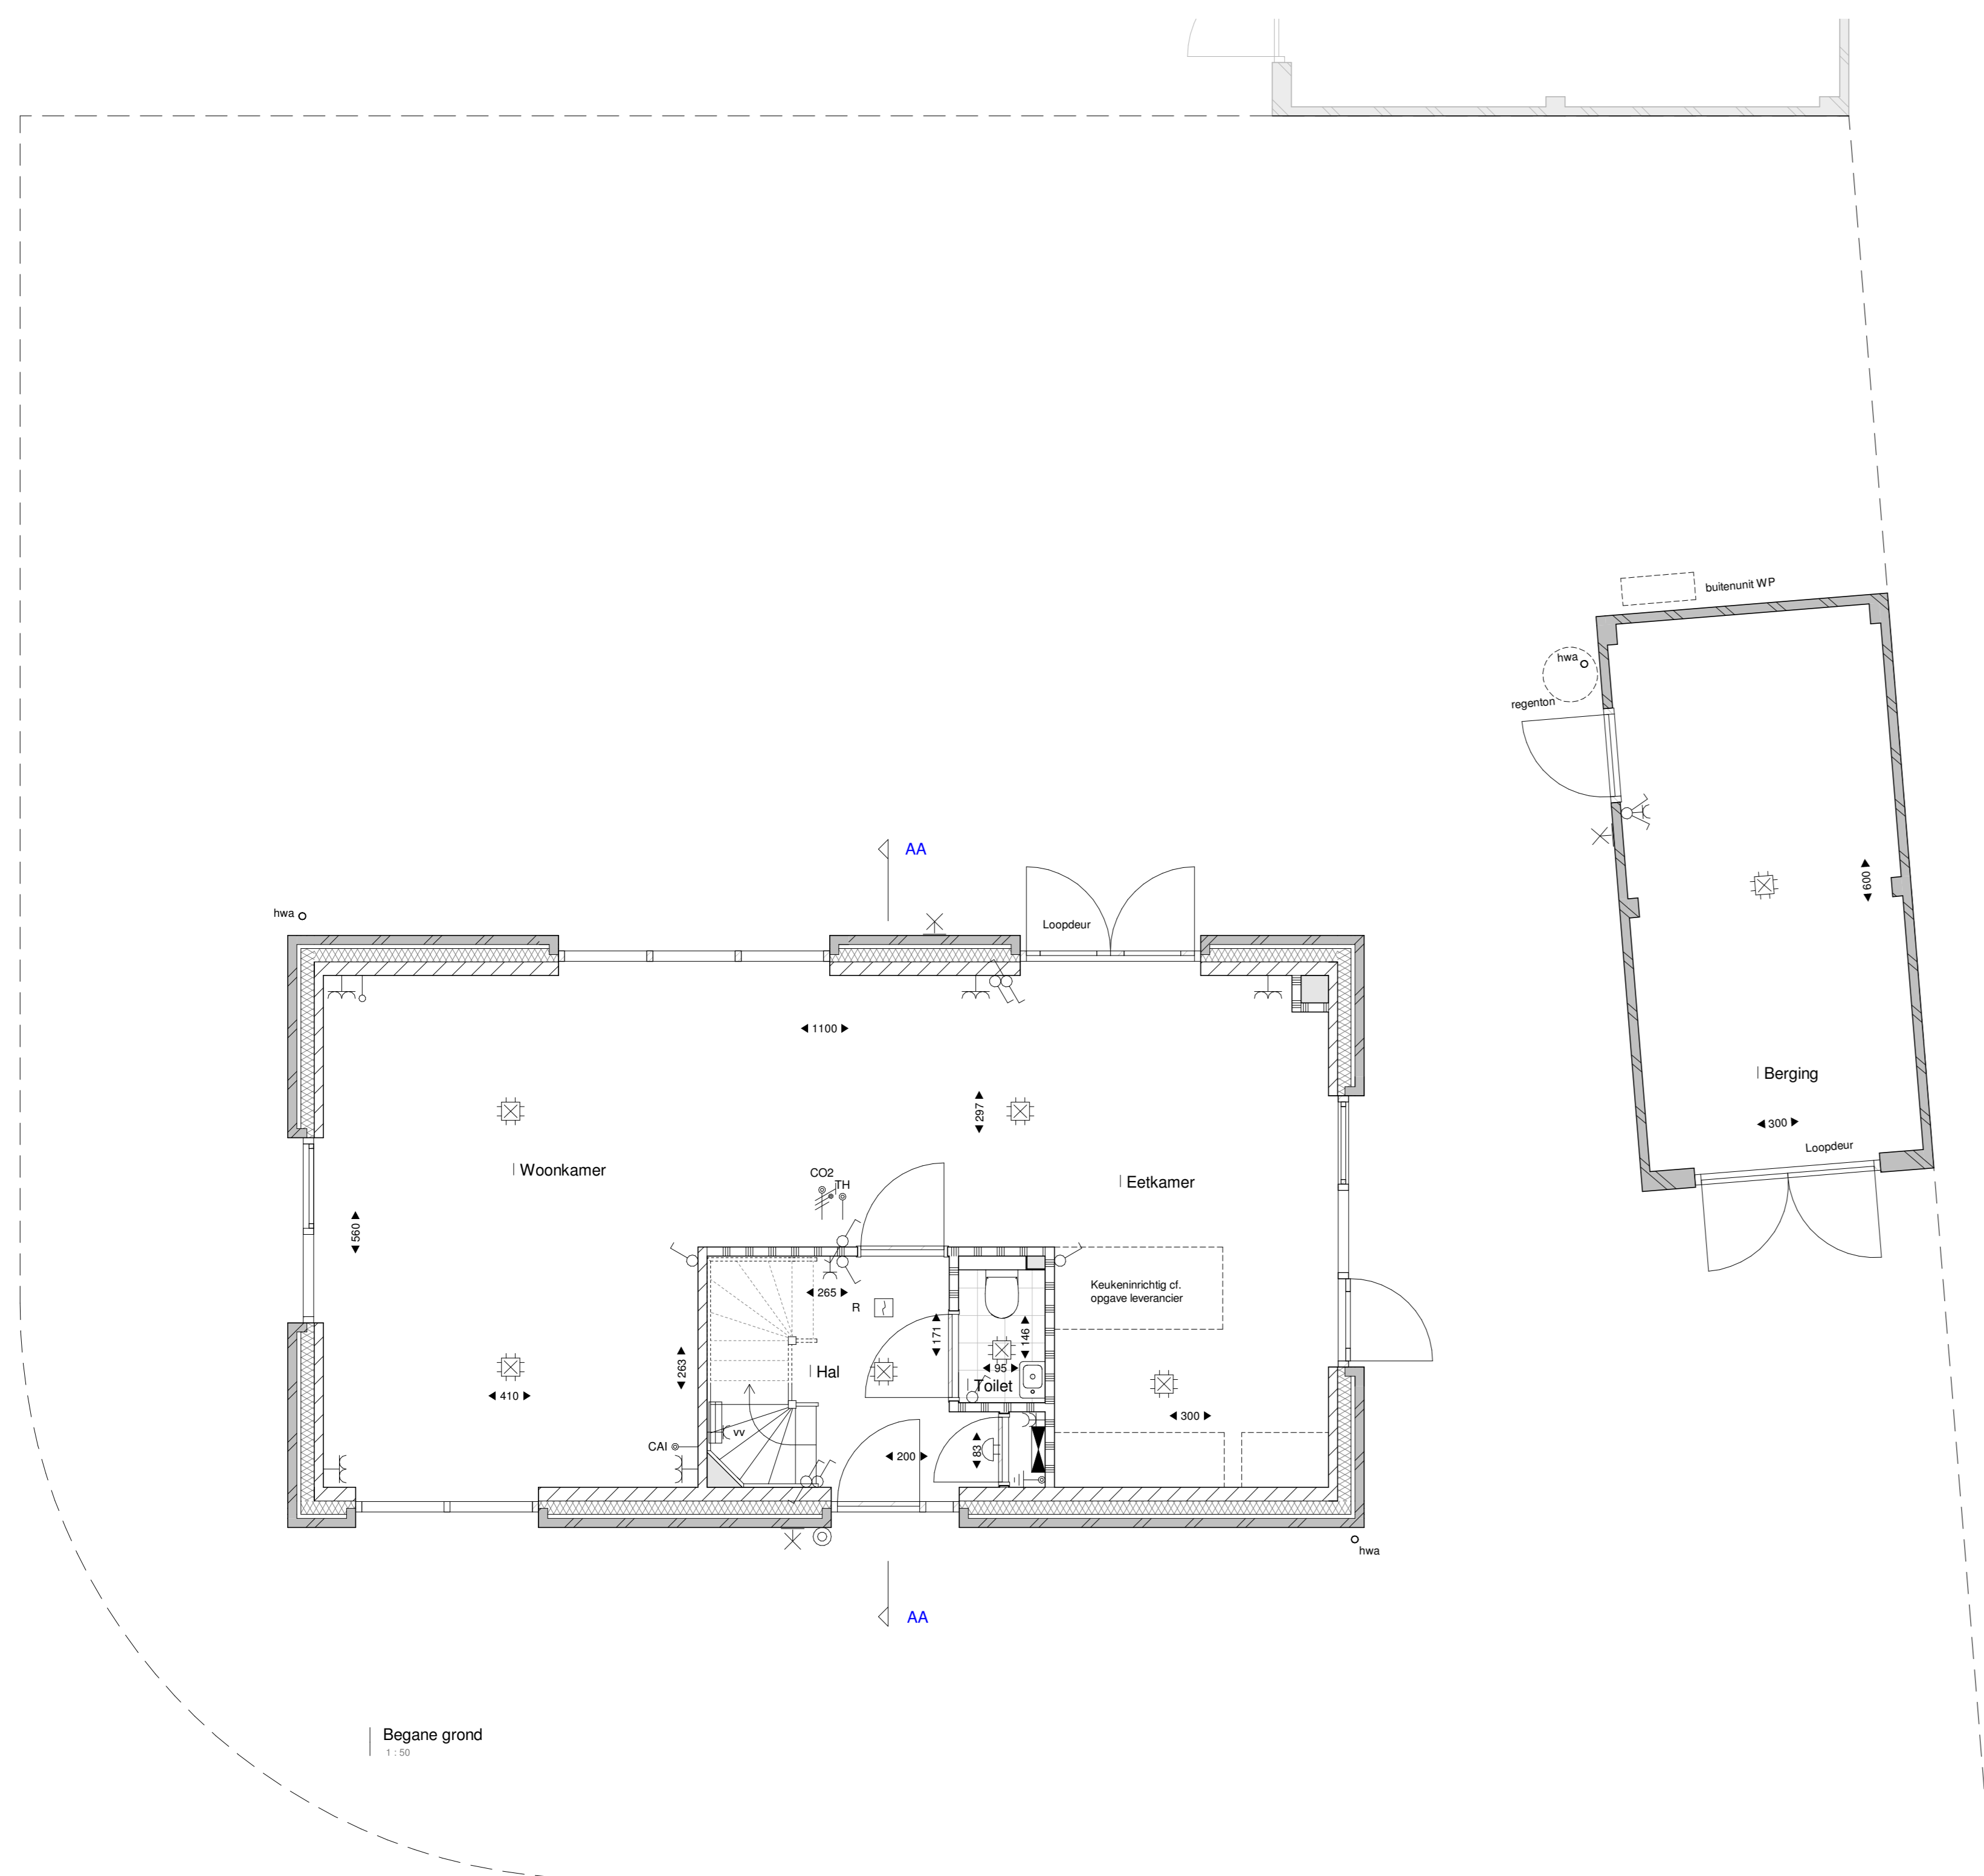 buitenunit WP
hwa
regenton
AA
hwa
Loopdeur
600
1100
Berging
297
300
Loopdeur
Woonkamer
CO2
TH
Eetkamer
560
265
R
Keukeninrichtig cf.
opgave leverancier
171
146
263
Hal
95
Toilet
410
300
vv
CAI
83
200
hwa
AA
Begane grond
1 : 50